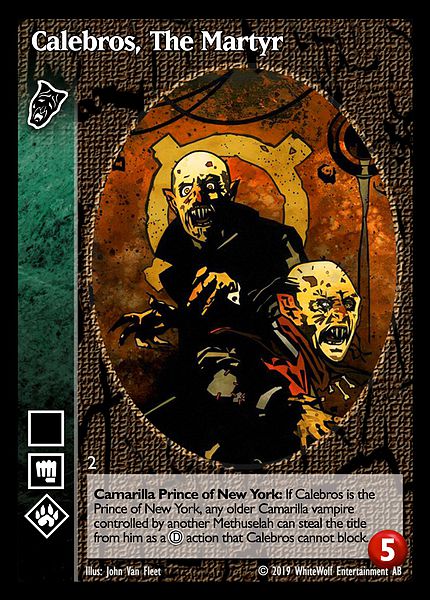 Calebros, The Martyr
2
Camarilla Prince of New York: If Calebros is the
Prince of New York, any older Camarilla vampire
controlled by another Methuselah can steal the title
from him as a Ⓓ action that Calebros cannot block.
5
Illus: John Van Fleet © 2019 WhiteWolf Entertainment AB